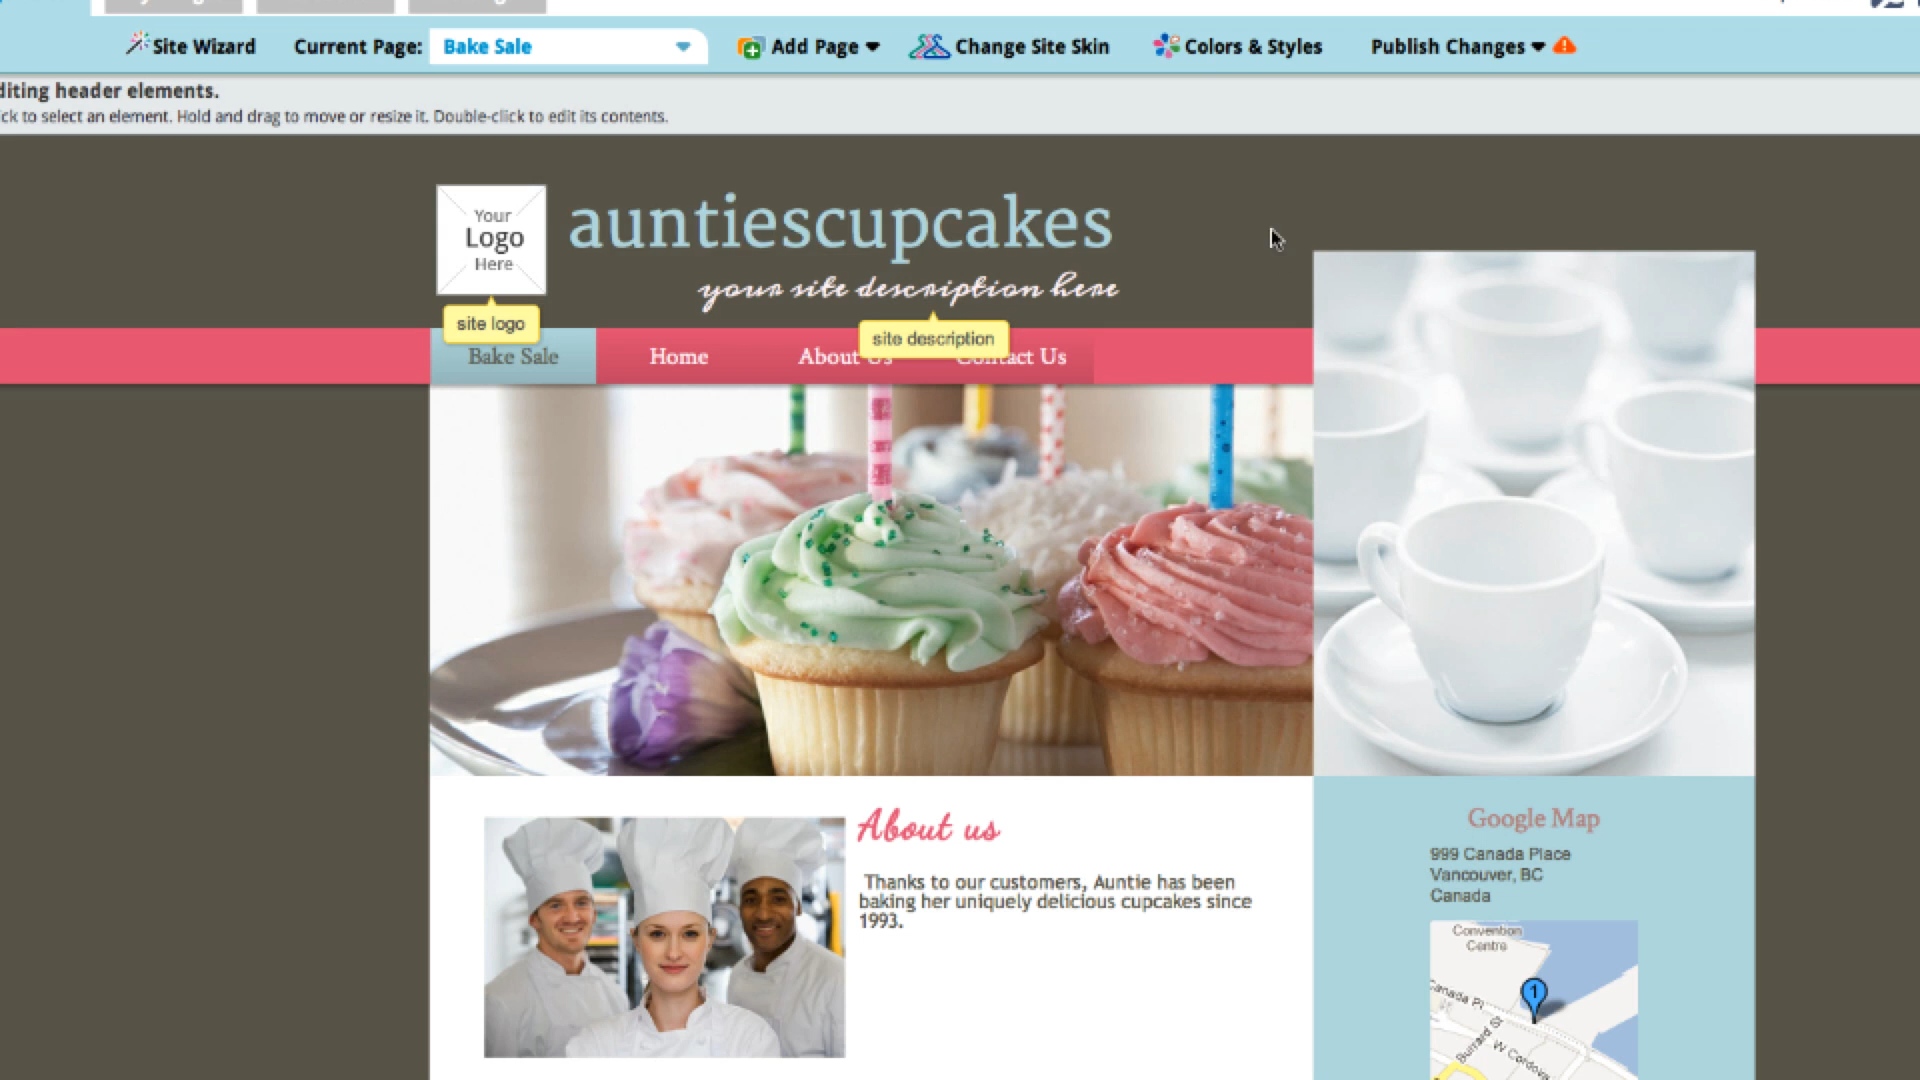 Site Wizard
Current Page:
Bake Sale
Add Page
Change Site Skin
Colors & Styles
Publish Changes
diting header elements.
ck to select an element. Hold and drag to move or resize it. Double-click to edit its contents.
Your
Logo
Here
auntiescupcakes
your site description here
site logo
site description
Bake Sale
Home
About Us
Contact Us
About us
Thanks to our customers, Auntie has been
baking her uniquely delicious cupcakes since
1993.
Google Map
999 Canada Place
Vancouver, BC
Canada
Convention
Centre
Canada Pl
1
Burrard St
W Cordova